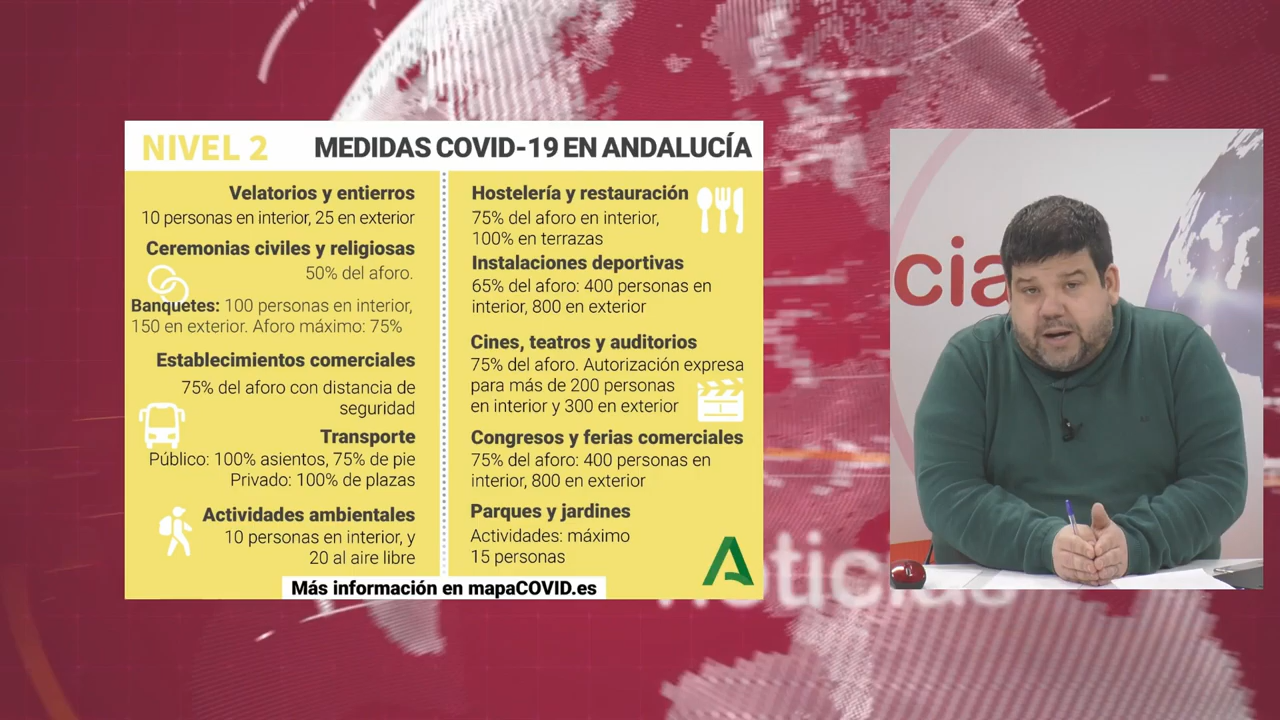 NIVEL 2
MEDIDAS COVID-19 EN ANDALUCÍA
Velatorios y entierros
10 personas en interior, 25 en exterior
Ceremonias civiles y religiosas
50% del aforo.
Banquetes: 100 personas en interior,
150 en exterior. Aforo máximo: 75%
Establecimientos comerciales
75% del aforo con distancia de
seguridad
Transporte
Público: 100% asientos, 75% de pie
Privado: 100% de plazas
Actividades ambientales
10 personas en interior, y
20 al aire libre
Hostelería y restauración
75% del aforo en interior,
100% en terrazas
Instalaciones deportivas
65% del aforo: 400 personas en
interior, 800 en exterior
Cines, teatros y auditorios
75% del aforo. Autorización expresa
para más de 200 personas
en interior y 300 en exterior
Congresos y ferias comerciales
75% del aforo: 400 personas en
interior, 800 en exterior
Parques y jardines
Actividades: máximo
15 personas
Más información en mapaCOVID.es
cia
noticias